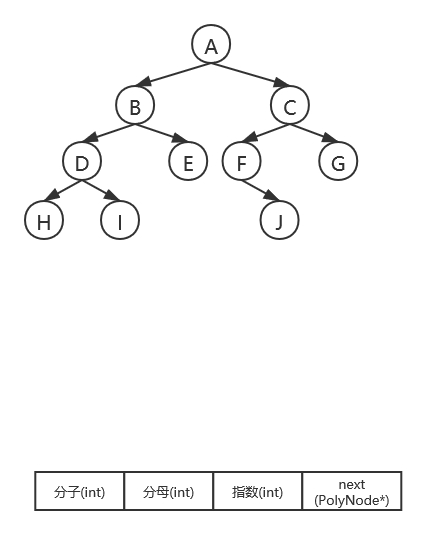 A
B C
D E F G
H I J
分子(int) 分母(int) 指数(int) next
(PolyNode*)